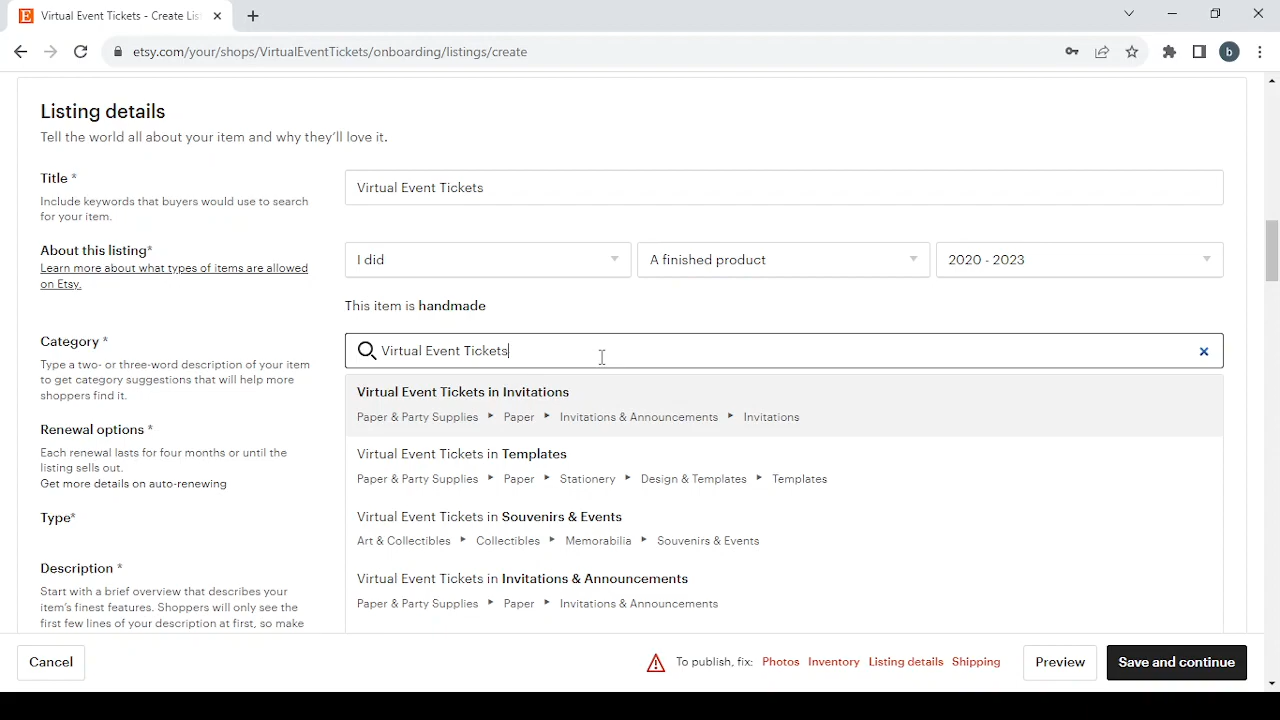 Virtual Event Tickets - Create Lis
etsy.com/your/shops/VirtualEventTickets/onboarding/listings/create
b
Listing details
Tell the world all about your item and why they'll love it.
Title *
Include keywords that buyers would use to search
for your item.
Virtual Event Tickets
About this listing*
Learn more about what types of items are allowed
on Etsy.
I did
A finished product
2020 - 2023
This item is handmade
Category *
Type a two- or three-word description of your item
to get category suggestions that will help more
shoppers find it.
Virtual Event Tickets
Virtual Event Tickets in Invitations
Paper & Party Supplies ▸ Paper ▸ Invitations & Announcements ▸ Invitations
Virtual Event Tickets in Templates
Paper & Party Supplies ▸ Paper ▸ Stationery ▸ Design & Templates ▸ Templates
Virtual Event Tickets in Souvenirs & Events
Art & Collectibles ▸ Collectibles ▸ Memorabilia ▸ Souvenirs & Events
Virtual Event Tickets in Invitations & Announcements
Paper & Party Supplies ▸ Paper ▸ Invitations & Announcements
Renewal options *
Each renewal lasts for four months or until the
listing sells out.
Get more details on auto-renewing
Type*
Description *
Start with a brief overview that describes your
item's finest features. Shoppers will only see the
first few lines of your description at first, so make
Cancel
To publish, fix: Photos Inventory Listing details Shipping
Preview
Save and continue